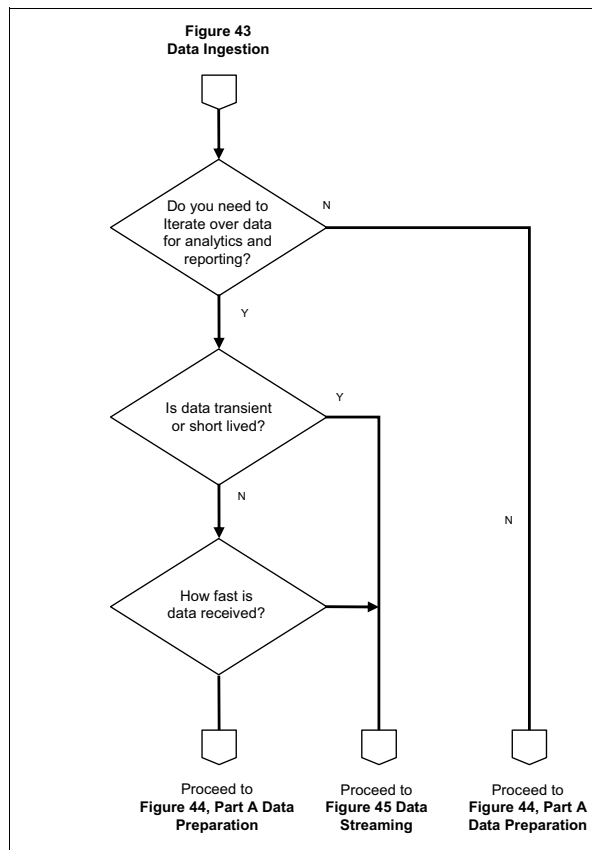 Figure 43
Data Ingestion
Do you need to
Iterate over data
for analytics and
reporting?
N
Y
Is data transient
or short lived?
Y
N
N
How fast is
data received?
Proceed to
Figure 44, Part A Data
Preparation
Proceed to
Figure 45 Data
Streaming
Proceed to
Figure 44, Part A
Data Preparation